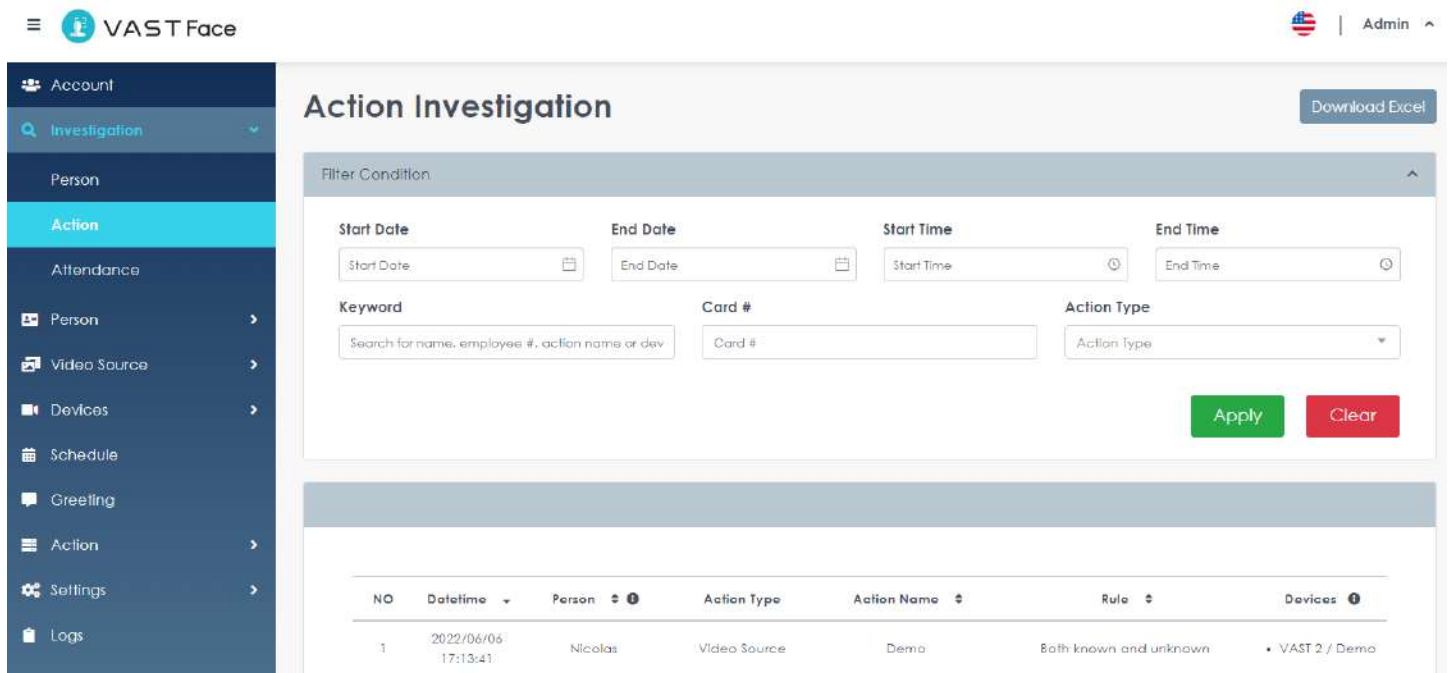 VAST Face
Admin
Account
Investigation
Person
Action
Attendance
Person
Video Source
Devices
Schedule
Greeting
Action
Settings
Logs
Action Investigation
Download Excel
Filter Condition
Start Date End Date Start Time End Time
Start Date End Date Start Time End Time
Keyword Card # Action Type
Search for name, employee #, action name or dev Card # Action Type
Apply Clear
NO Datetime Person Action Type Action Name Rule Devices
1 2022/06/06 17:13:41 Nicolas Video Source Demo Both known and unknown • VAST 2 / Demo